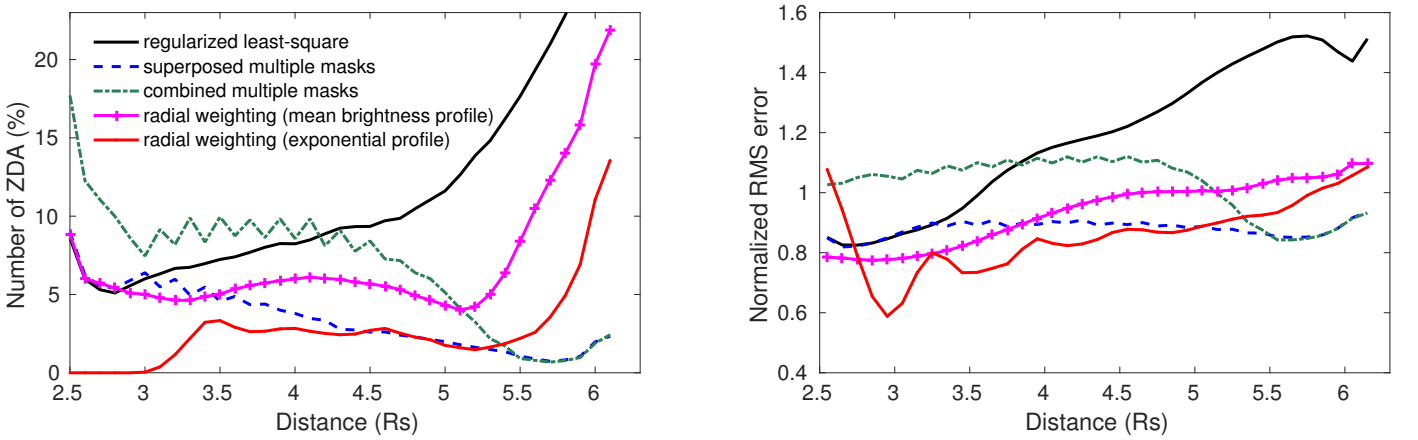 Number of ZDA (%)
20
15
10
5
0
regularized least-square
superposed multiple masks
combined multiple masks
radial weighting (mean brightness profile)
radial weighting (exponential profile)
2.5 3 3.5 4 4.5 5 5.5 6
Distance (Rs)
Normalized RMS error
1.6
1.4
1.2
1
0.8
0.6
0.4
2.5 3 3.5 4 4.5 5 5.5 6
Distance (Rs)